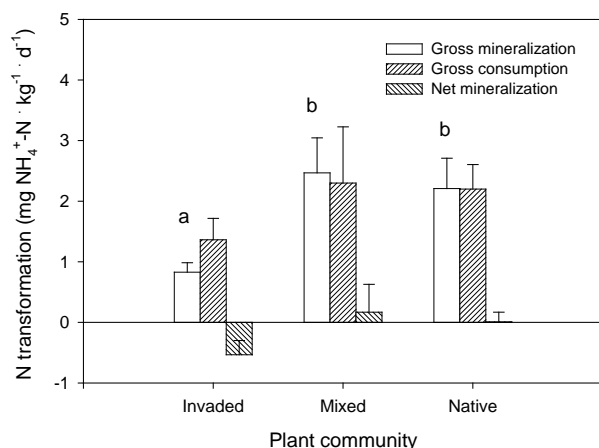 5
4
3
2
1
0
-1
N transformation (mg NH₄⁺-N · kg⁻¹ · d⁻¹)
Gross mineralization
Gross consumption
Net mineralization
a
b
b
Invaded
Mixed
Native
Plant community